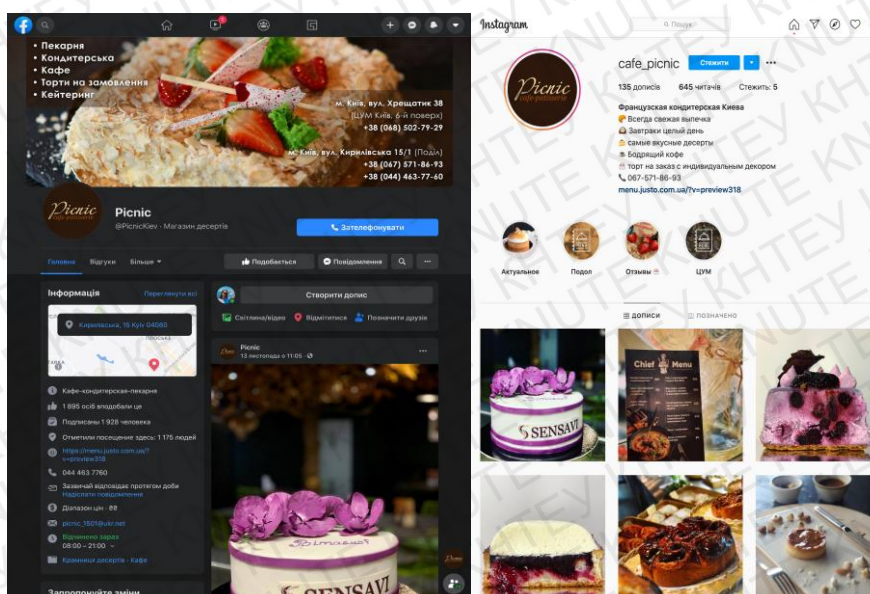 • Пекарня
• Кондитерська
• Кафе
• Торти на замовлення
• Кейтеринг
м. Київ, вул. Хрещатик 38
(ЦУМ Київ, 6-й поверх)
+38 (068) 502-79-29
м. Київ, вул. Кирилівська 15/1 (Поділ)
+38 (067) 571-86-93
+38 (044) 463-77-60
Picnic
cafe-patisserie
Picnic
@PicnicKiev · Магазин десертів
Зателефонувати
Головна Відгуки Більше
Подобається Повідомлення
Інформація Переглянути всі
Кирилівська, 15 Kyiv 04080
Кафе-кондитерская-пекарня
1 895 осіб вподобали це
Подписаны 1 928 человека
Отметили посещение здесь: 1 175 людей
https://menu.justo.com.ua/?
v=preview318
044 463 7760
Зазвичай відповідає протягом доби
Надіслати повідомлення
Діапазон цін · ₴₴
picnic_1501@ukr.net
Відчинено зараз
08:00 – 21:00
Крамниця десертів · Кафе
Запропонуйте зміни
Створити допис
Світлина/відео Відмітитися Позначити друзів
Picnic
13 листопада о 11:05
SENSAVI
Instagram
Пошук
Picnic
cafe-patisserie
cafe_picnic Стежити
135 дописів 645 читачів Стежить: 5
Французская кондитерская Киева
Всегда свежая выпечка
Завтраки целый день
самые вкусные десерты
Бодрящий кофе
торт на заказ с индивидуальным декором
067-571-86-93
menu.justo.com.ua/?v=preview318
Актуальное Подол Отзывы ЦУМ
ДОПИСИ ПОЗНАЧЕНО
SENSAVI
Chief Menu